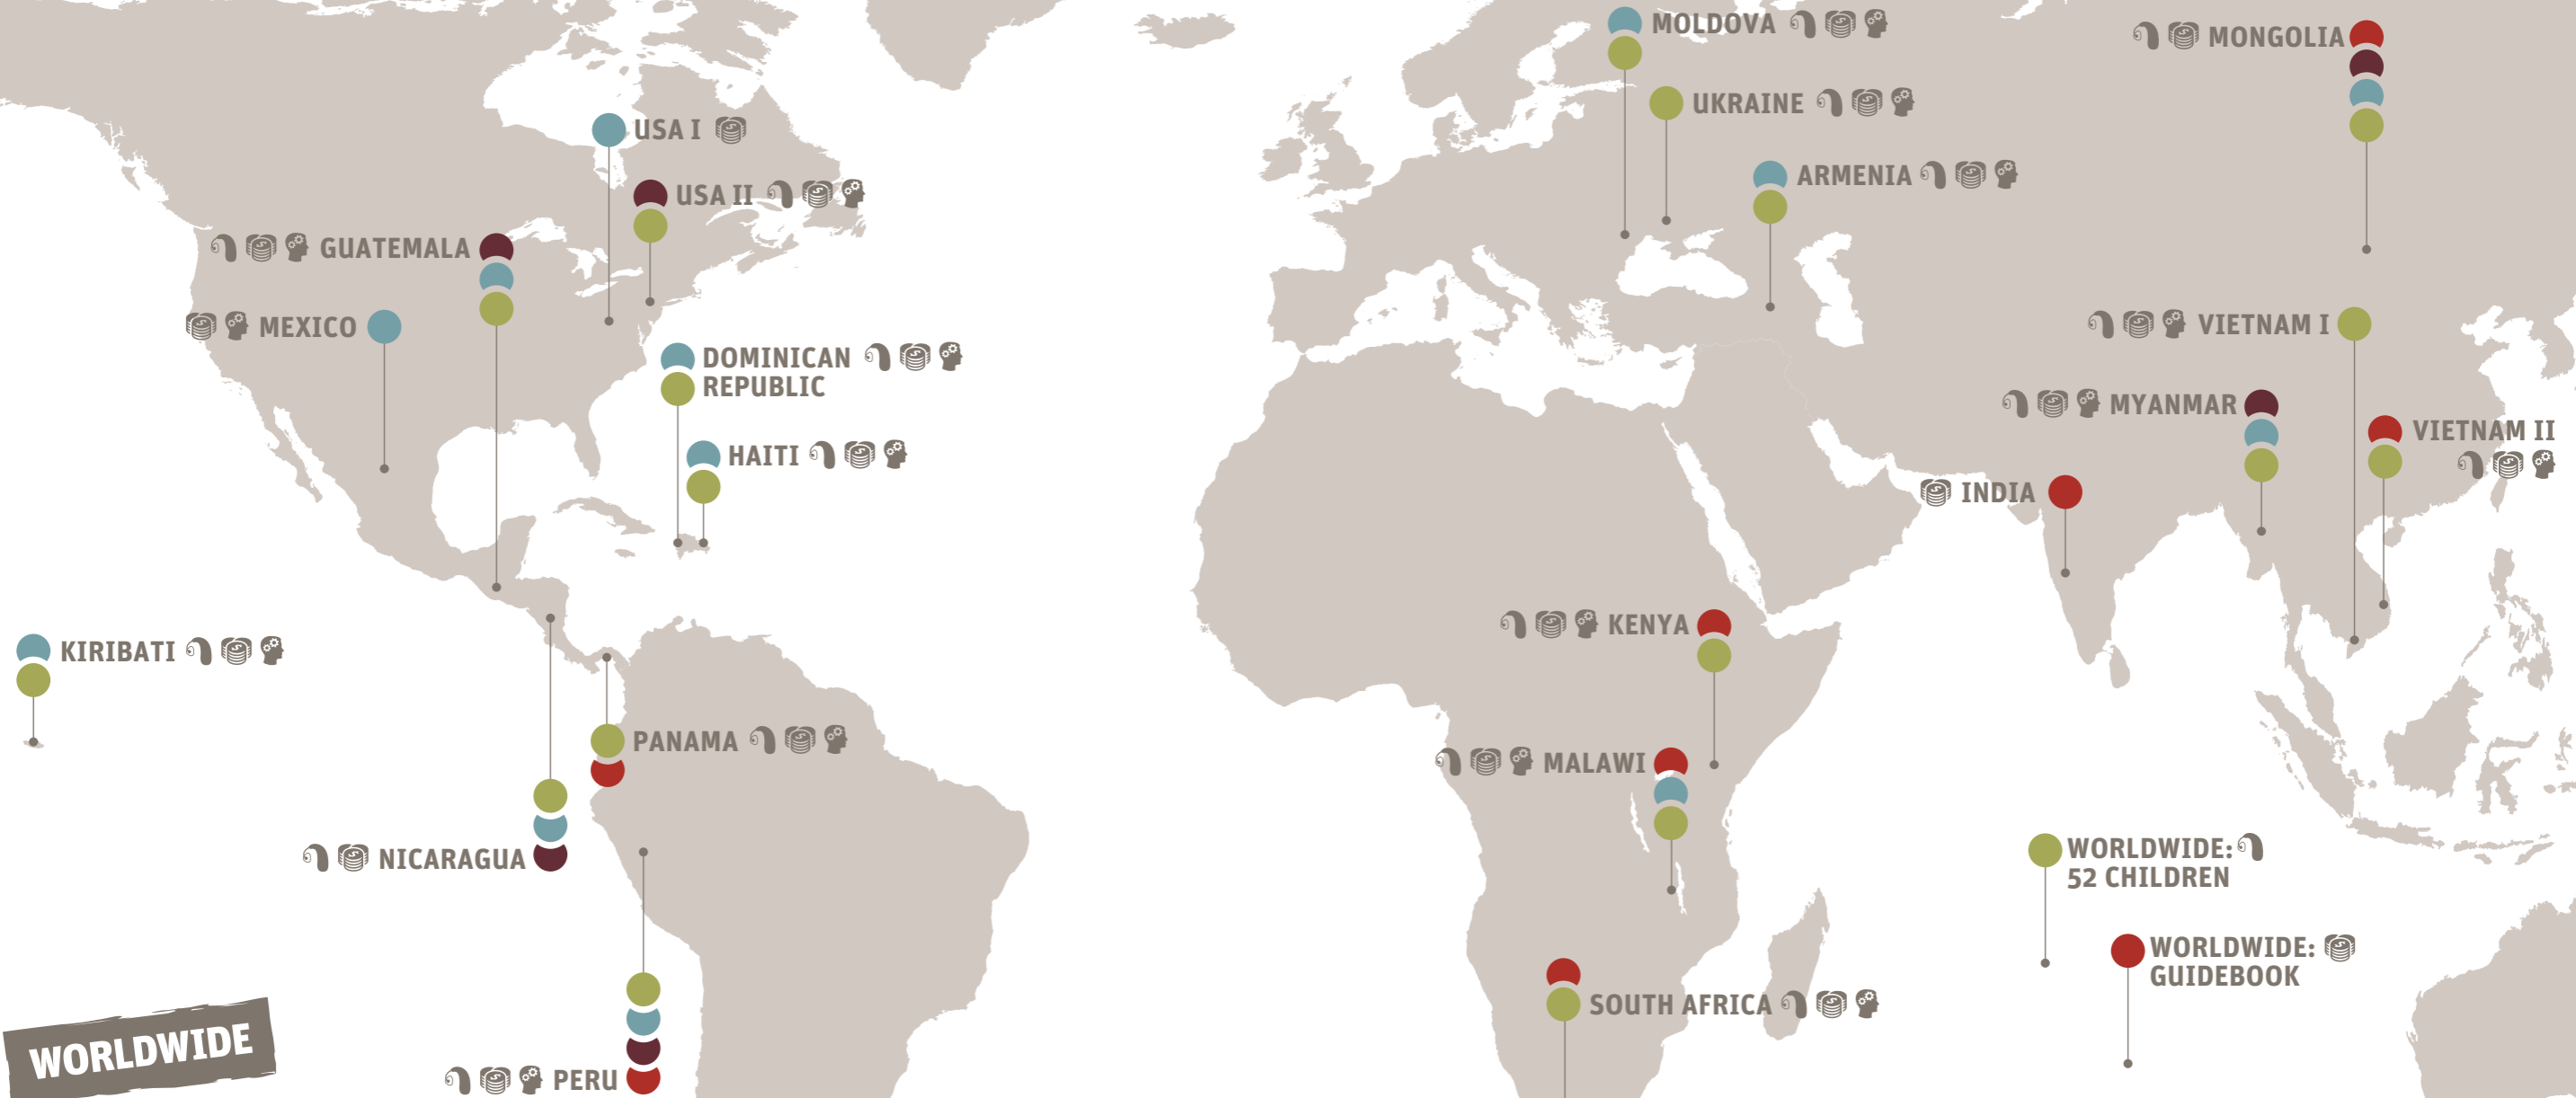 MOLDOVA
MONGOLIA
UKRAINE
USA I
ARMENIA
USA II
GUATEMALA
MEXICO
VIETNAM I
DOMINICAN
REPUBLIC
MYANMAR
VIETNAM II
HAITI
INDIA
KENYA
KIRIBATI
PANAMA
MALAWI
NICARAGUA
WORLDWIDE:
52 CHILDREN
WORLDWIDE:
GUIDEBOOK
SOUTH AFRICA
WORLDWIDE
PERU